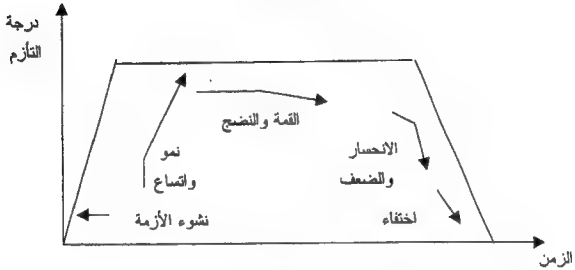 درجة
التأزم
القمة والنضج
نمو
واتساع
نشوء الأزمة
الانحسار
والضعف
اختفاء
الزمن